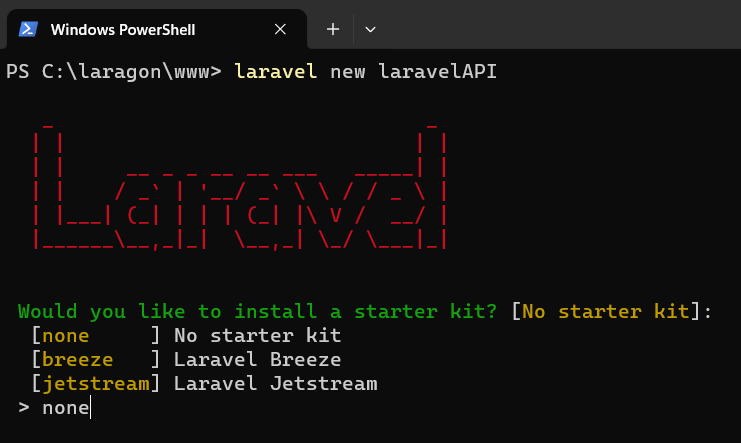 Windows PowerShell
PS C:\laragon\www> laravel new laravelAPI
Laravel
Would you like to install a starter kit? [No starter kit]:
[none     ] No starter kit
[breeze   ] Laravel Breeze
[jetstream] Laravel Jetstream
> none